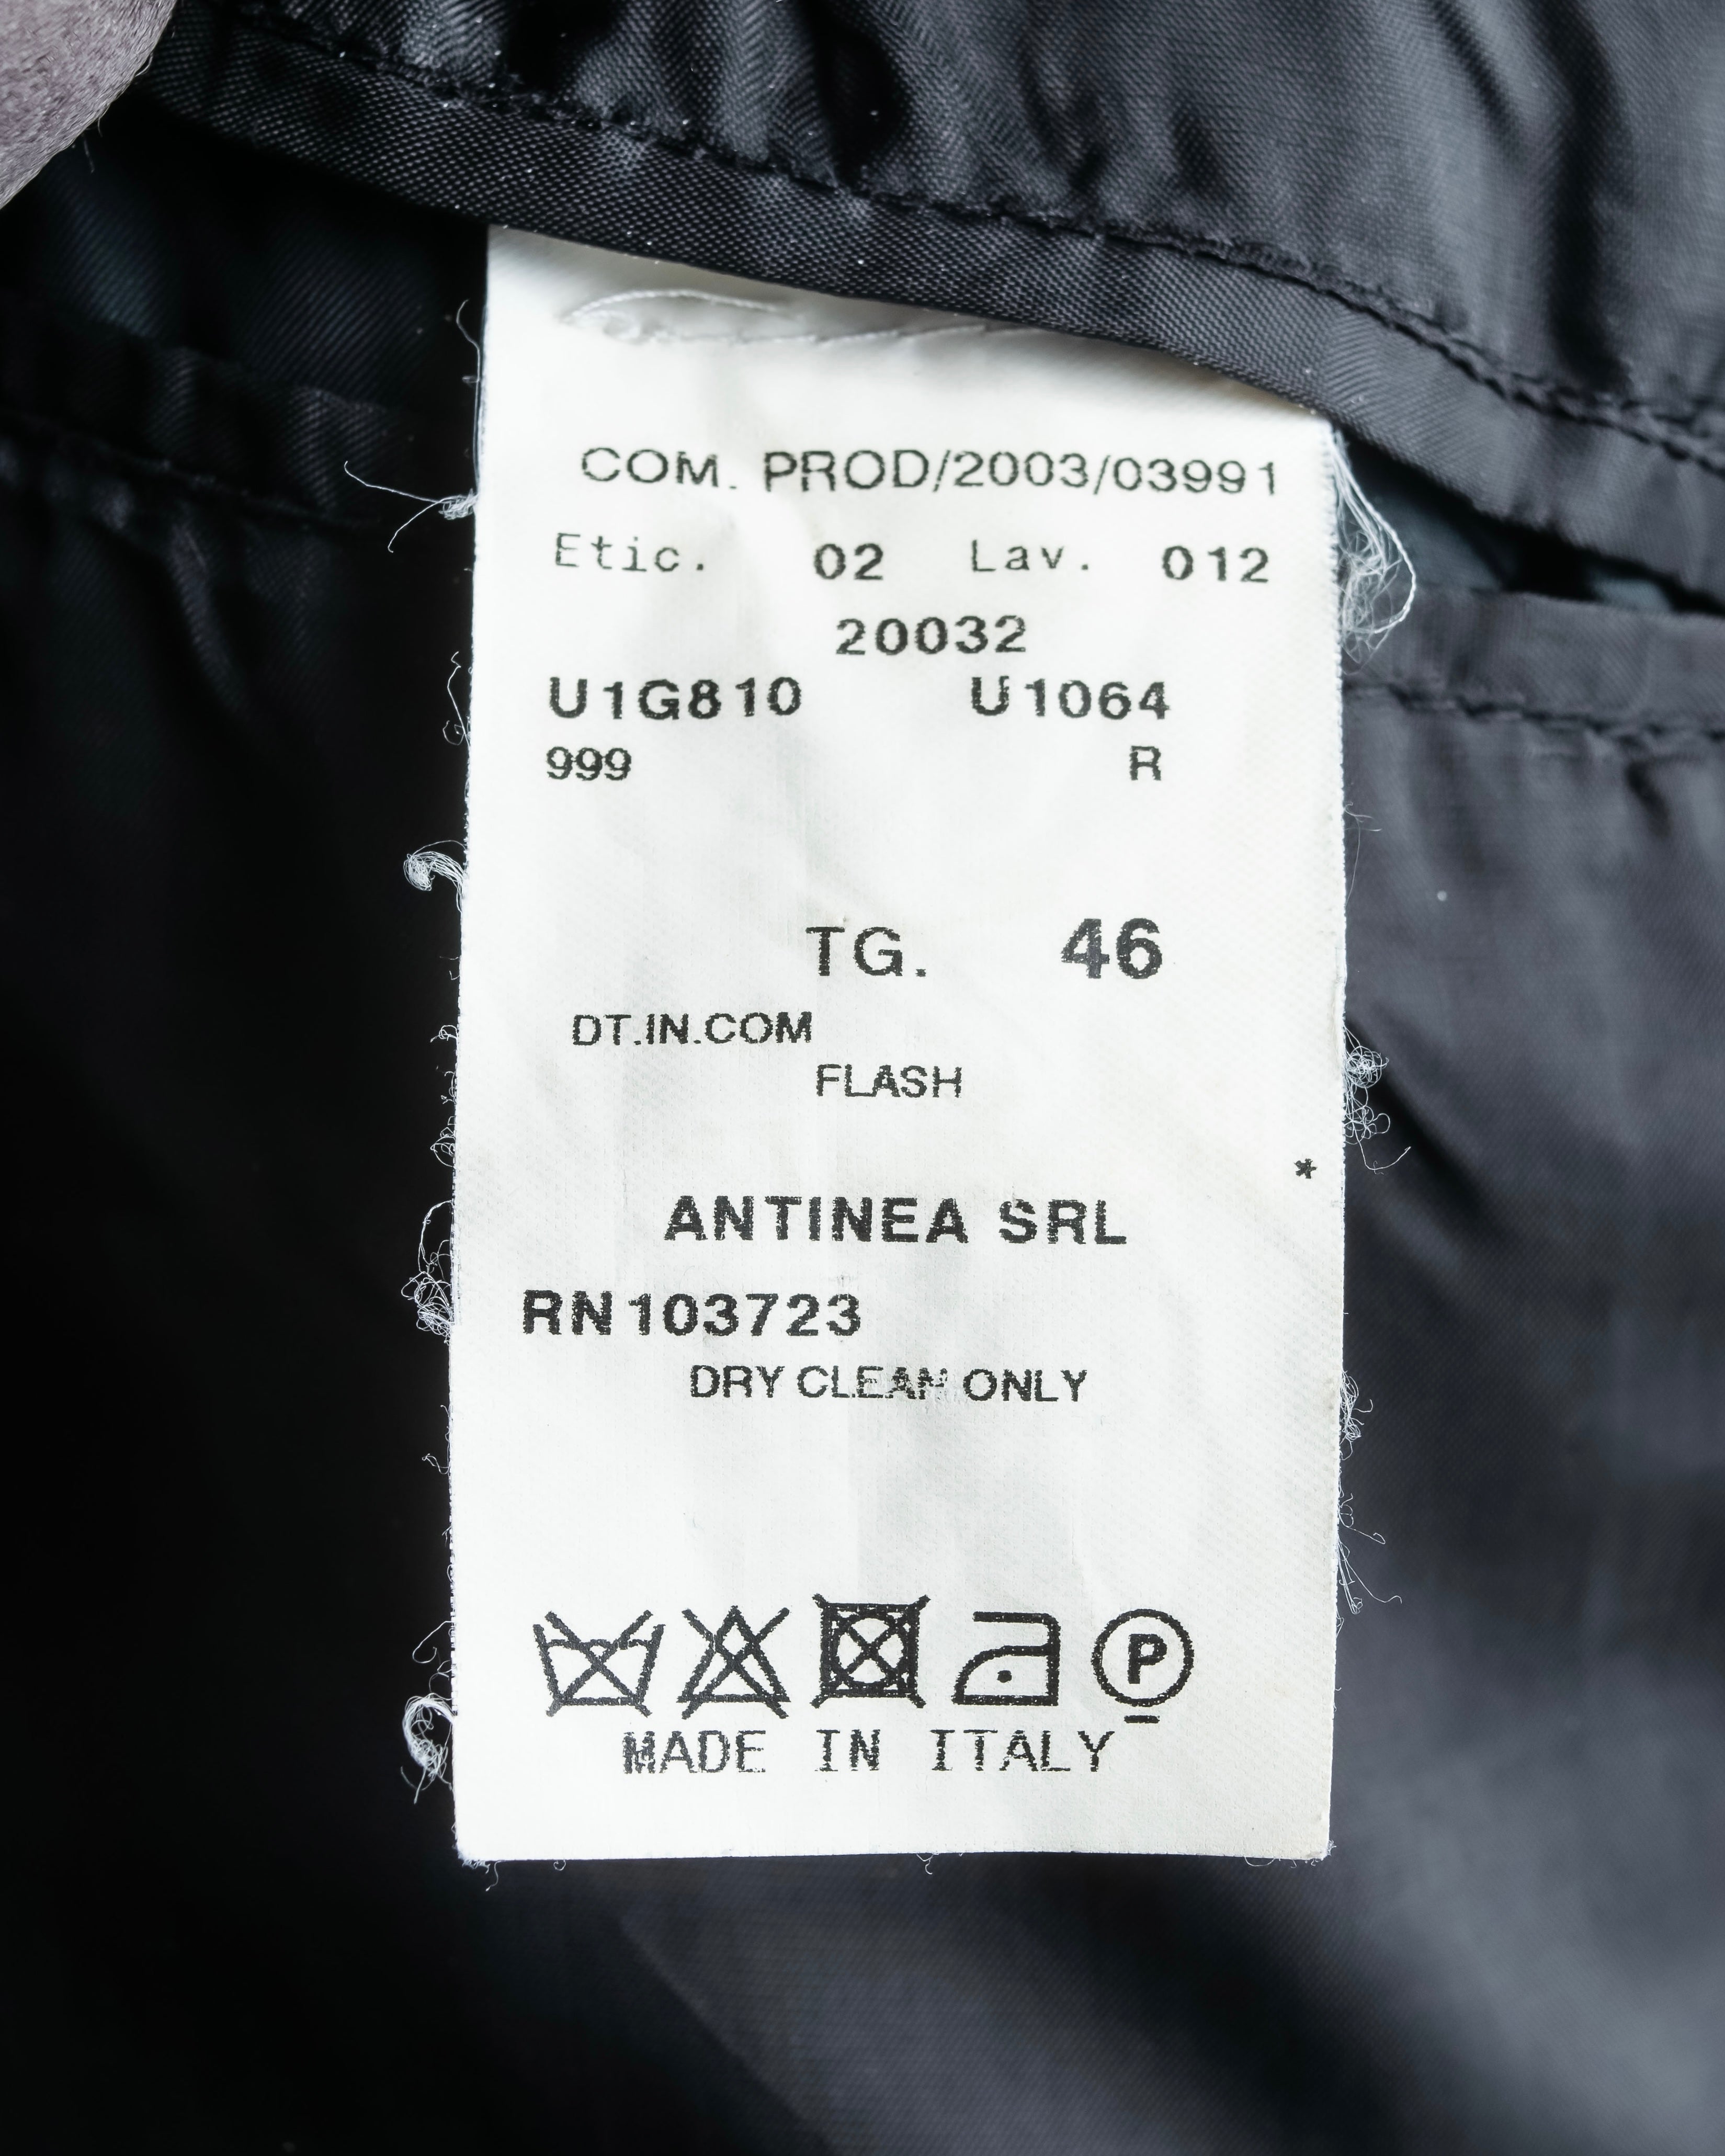 COM. PROD/2003/03991
Etic. 02 Lav. 012
20032
U1G810 U1064
999 R
TG. 46
DT.IN.COM
FLASH
*
ANTINEA SRL
RN103723
DRY CLEAN ONLY
P
MADE IN ITALY